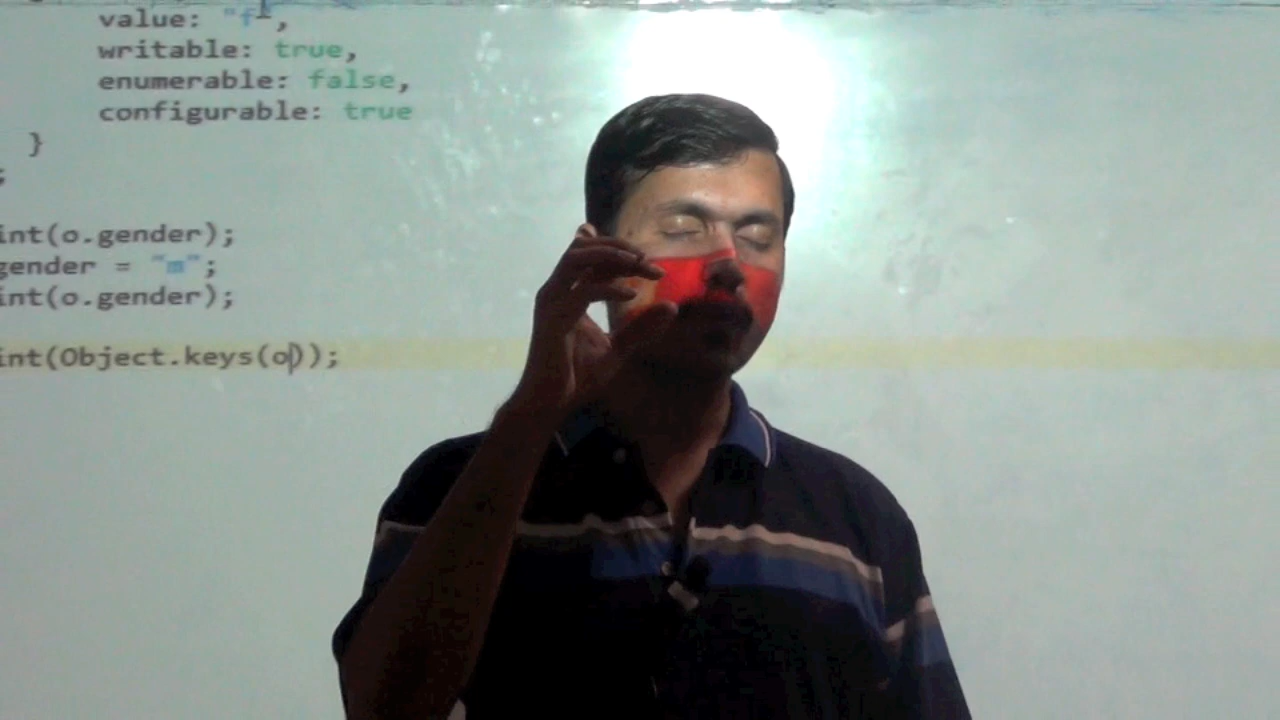 value: "f",
writable: true,
enumerable: false,
configurable: true
}
;
int(o.gender);
gender = "m";
int(o.gender);
int(Object.keys(o));